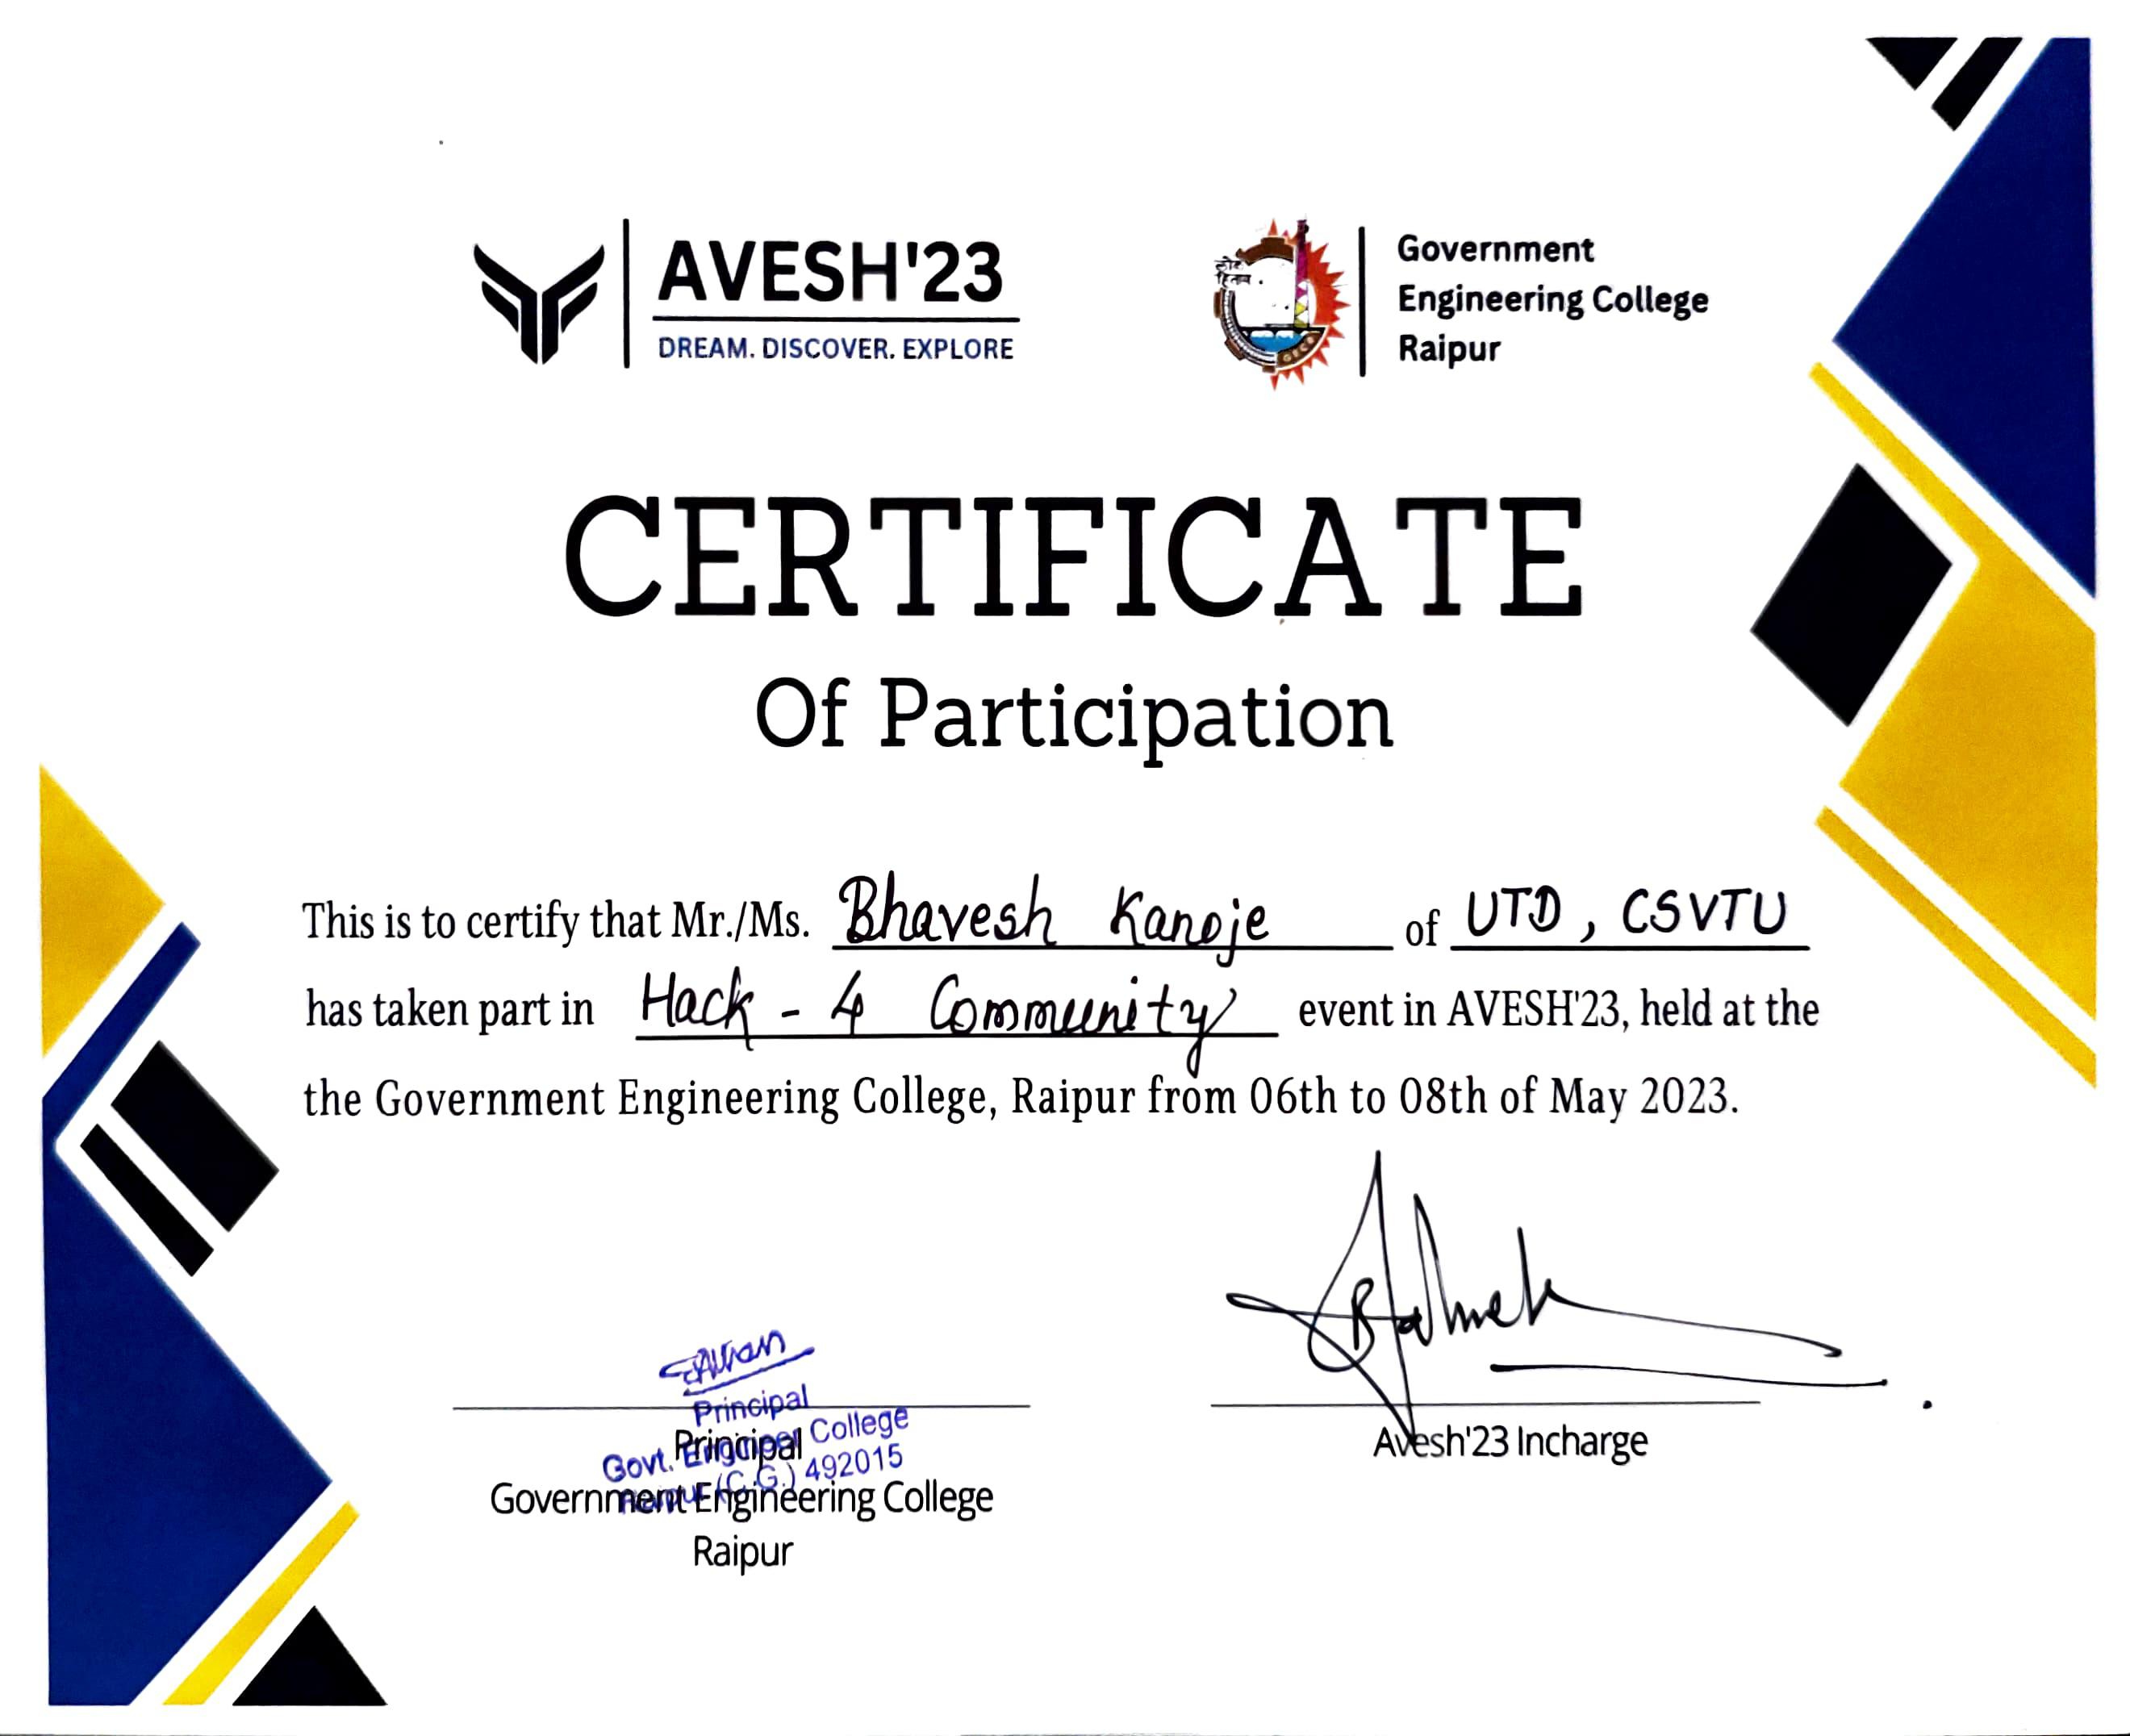 AVESH'23
DREAM. DISCOVER. EXPLORE
लोक
हितम
GECR
Government
Engineering College
Raipur
CERTIFICATE
Of Participation
This is to certify that Mr./Ms. Bhavesh Kanoje of UTD, CSVTU
has taken part in Hack - 4 Community event in AVESH'23, held at the
the Government Engineering College, Raipur from 06th to 08th of May 2023.
Principal
Govt. Engineer College
Raipur (C.G.) 492015
Principal
Government Engineering College
Raipur
Avesh'23 Incharge